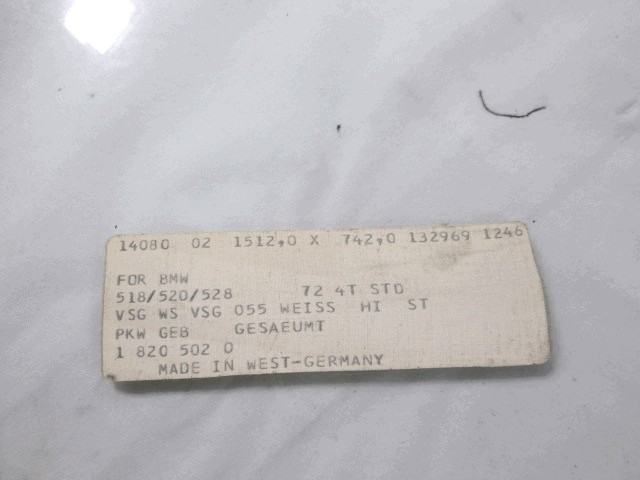 14080 02 1512,0 X 742,0 132969 1246
FOR BMW
518/520/528 72 4T STD
VSG WS VSG 055 WEISS HI ST
PKW GEB GESAEUMT
1 820 502 0
MADE IN WEST-GERMANY